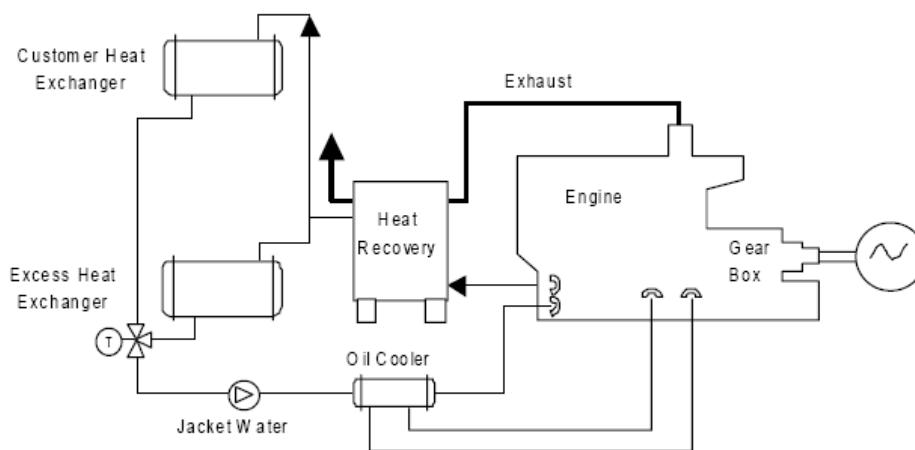 Customer Heat
Exchanger
Exhaust
Heat
Recovery
Engine
Gear
Box
Excess Heat
Exchanger
T
Oil Cooler
Jacket Water